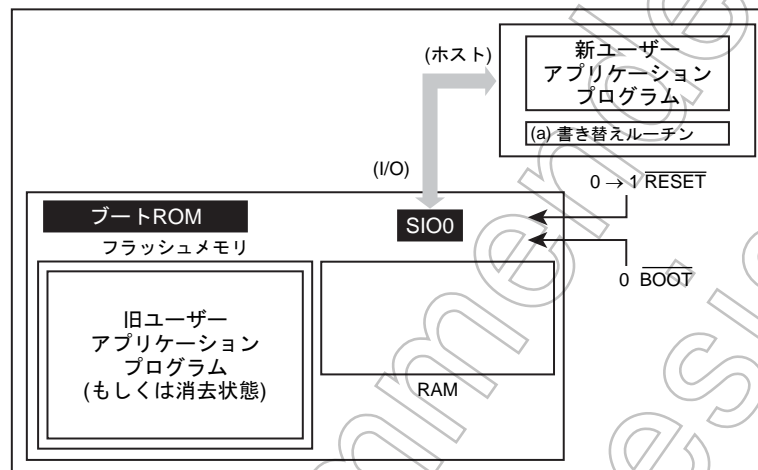 (ホスト)
新ユーザー
アプリケーション
プログラム
(a) 書き替えルーチン
(I/O)
0 → 1 RESET
ブートROM
SIO0
フラッシュメモリ
0 BOOT
旧ユーザー
アプリケーション
プログラム
(もしくは消去状態)
RAM